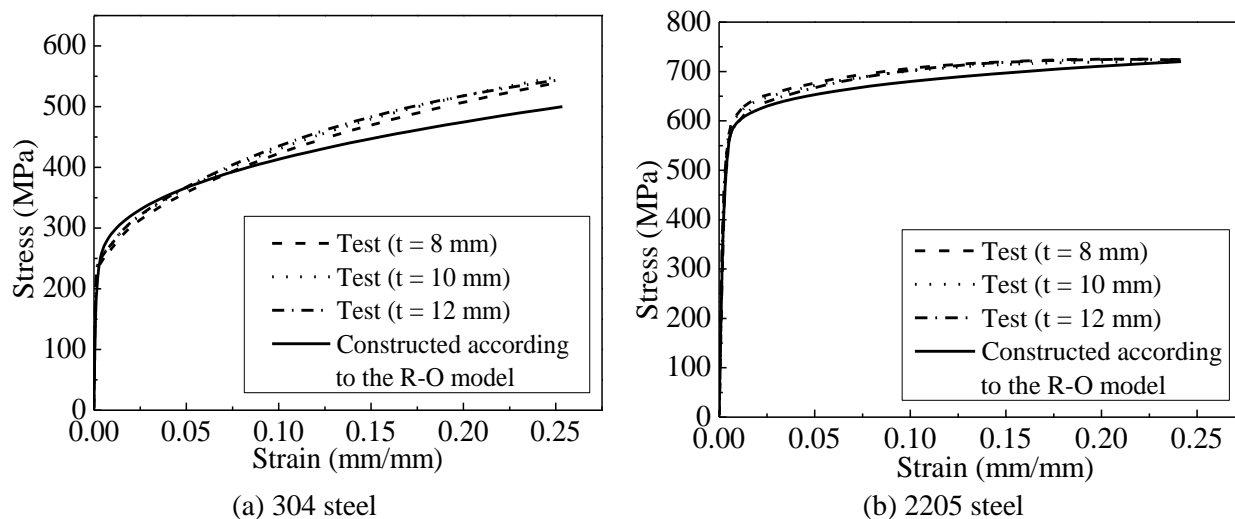 600
500
400
300
200
100
0
Stress (MPa)
Test (t = 8 mm)
Test (t = 10 mm)
Test (t = 12 mm)
Constructed according
to the R-O model
0.00 0.05 0.10 0.15 0.20 0.25
Strain (mm/mm)
(a) 304 steel
800
700
600
500
400
300
200
100
0
Stress (MPa)
Test (t = 8 mm)
Test (t = 10 mm)
Test (t = 12 mm)
Constructed according
to the R-O model
0.00 0.05 0.10 0.15 0.20 0.25
Strain (mm/mm)
(b) 2205 steel